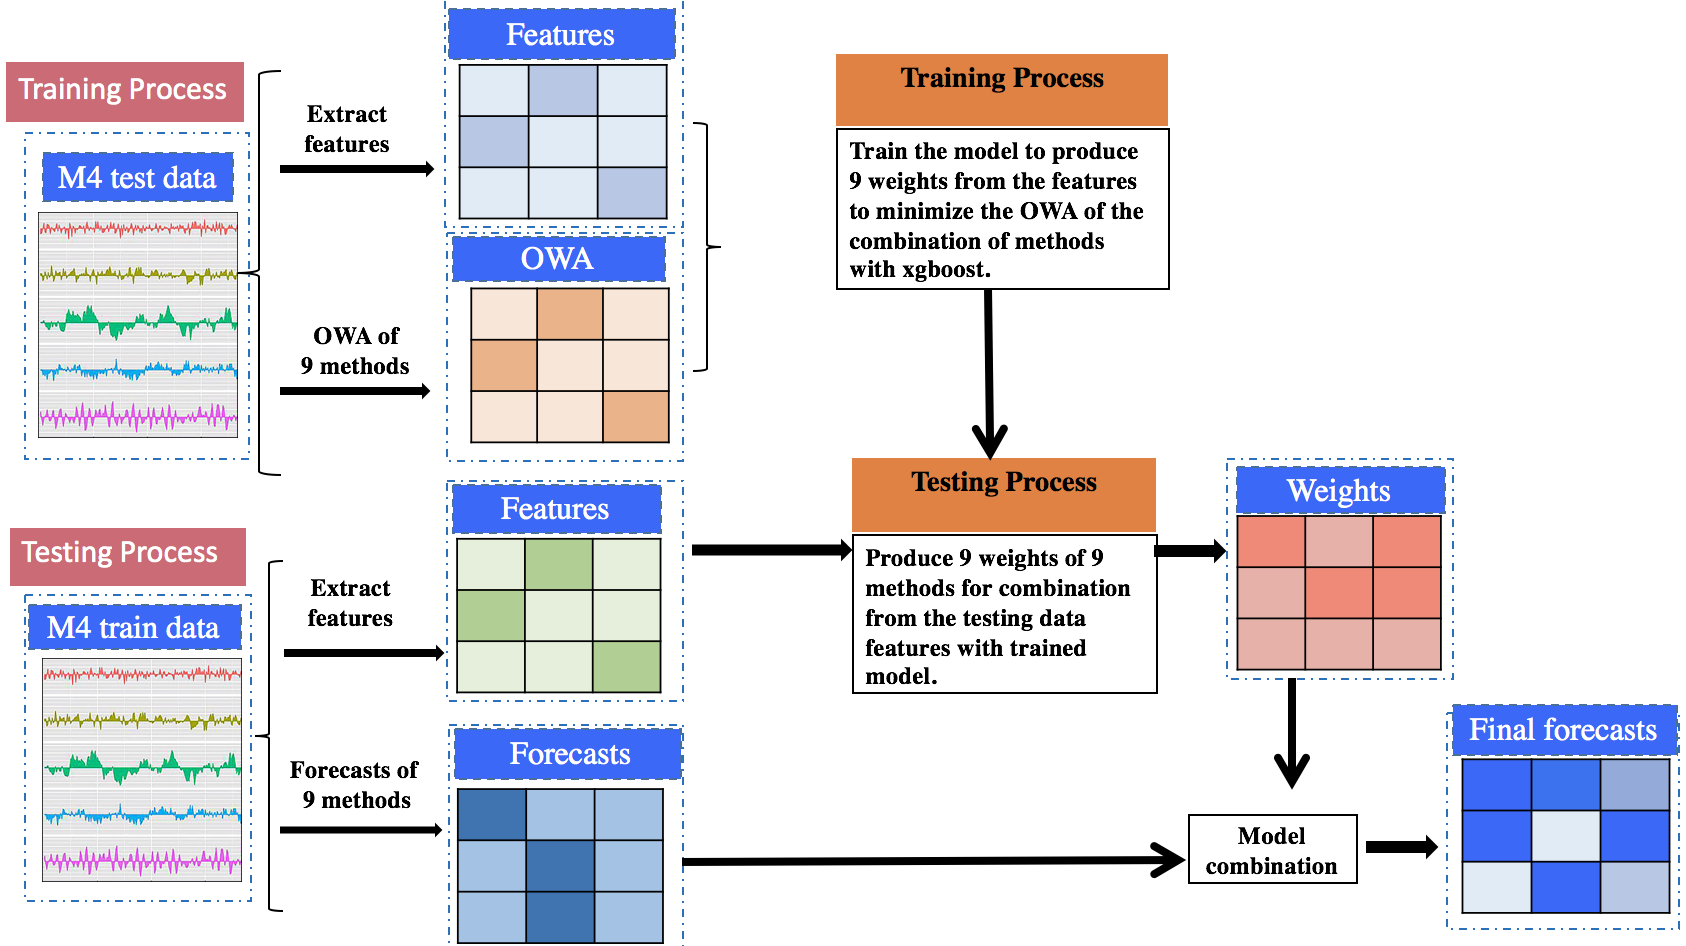 Training Process
M4 test data
Extract
features
OWA of
9 methods
Features
OWA
Training Process
Train the model to produce
9 weights from the features
to minimize the OWA of the
combination of methods
with xgboost.
Testing Process
M4 train data
Extract
features
Forecasts of
9 methods
Features
Forecasts
Testing Process
Produce 9 weights of 9
methods for combination
from the testing data
features with trained
model.
Weights
Model
combination
Final forecasts